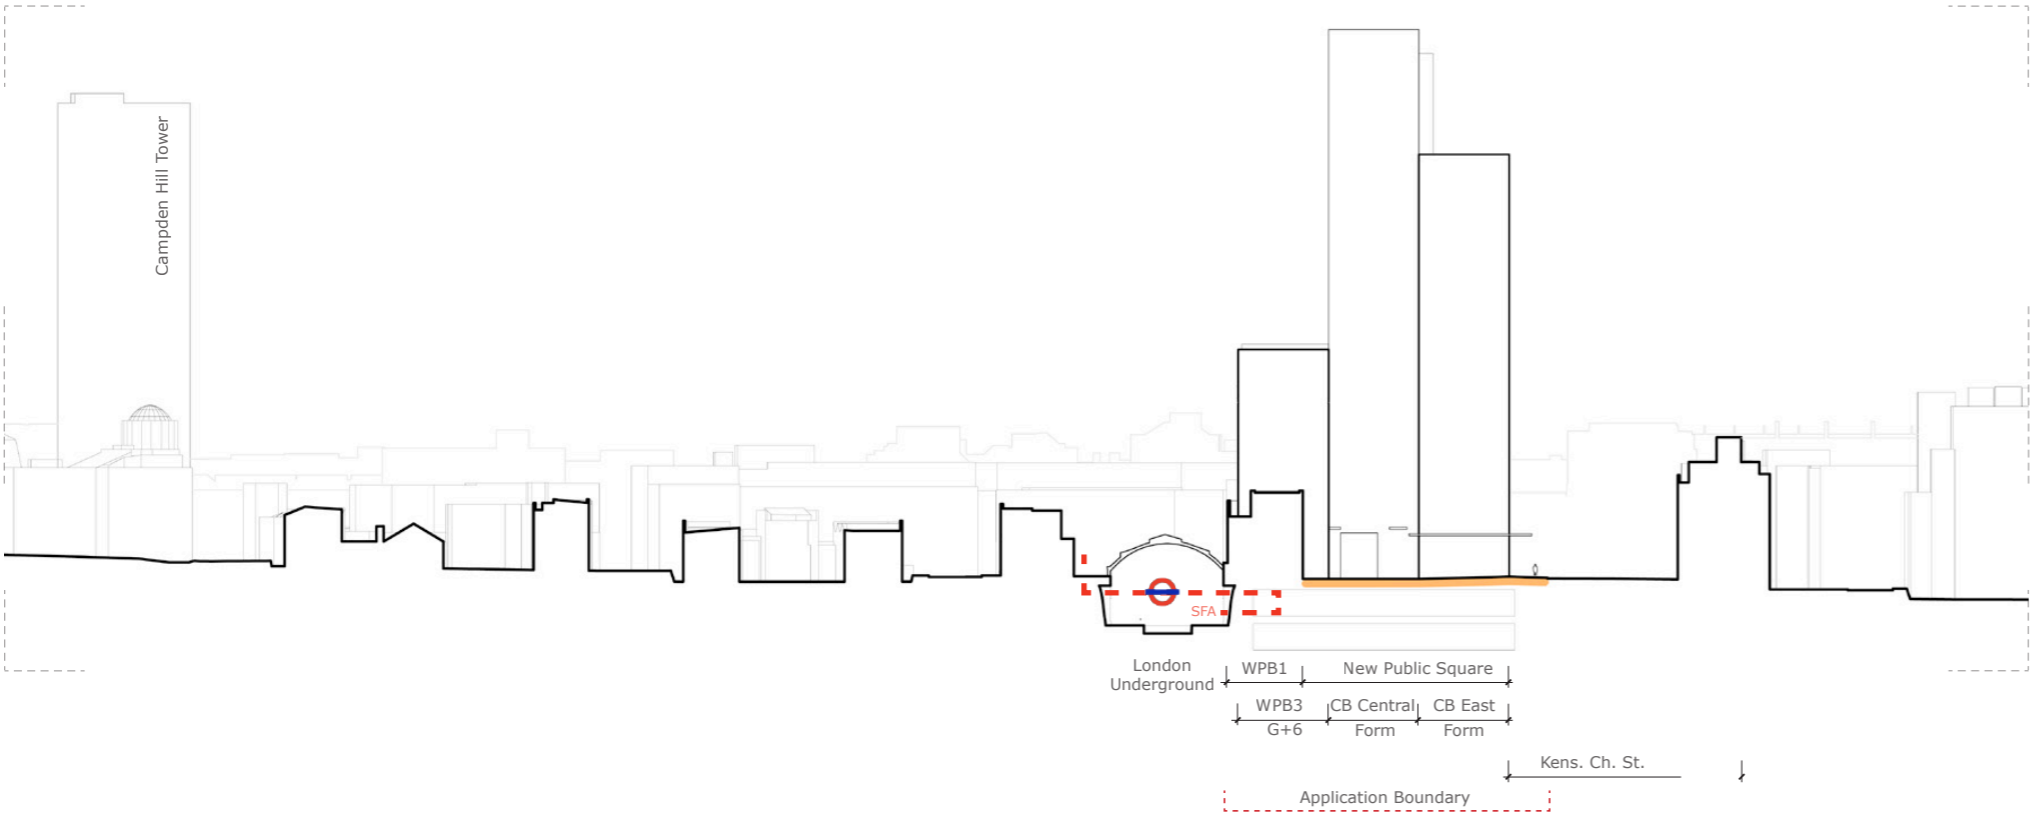 Campden Hill Tower
SFA
London
Underground
WPB1
New Public Square
WPB3
G+6
CB Central
Form
CB East
Form
Kens. Ch. St.
Application Boundary